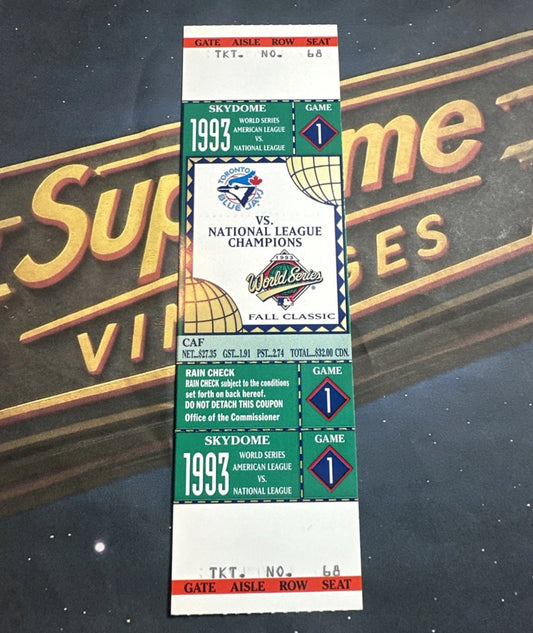 GATE AISLE ROW SEAT
TKT. NO. 68
SKYDOME
1993
WORLD SERIES
AMERICAN LEAGUE
VS.
NATIONAL LEAGUE
GAME
1
TORONTO
BLUE JAYS
VS.
NATIONAL LEAGUE
CHAMPIONS
1993
World Series
FALL CLASSIC
CAF
NET..$27.35 GST..1.91 PST..2.74 TOTAL..$32.00 CDN.
RAIN CHECK
RAIN CHECK subject to the conditions
set forth on back hereof.
DO NOT DETACH THIS COUPON
Office of the Commissioner
GAME
1
SKYDOME
1993
WORLD SERIES
AMERICAN LEAGUE
VS.
NATIONAL LEAGUE
GAME
1
TKT. NO. 68
GATE AISLE ROW SEAT